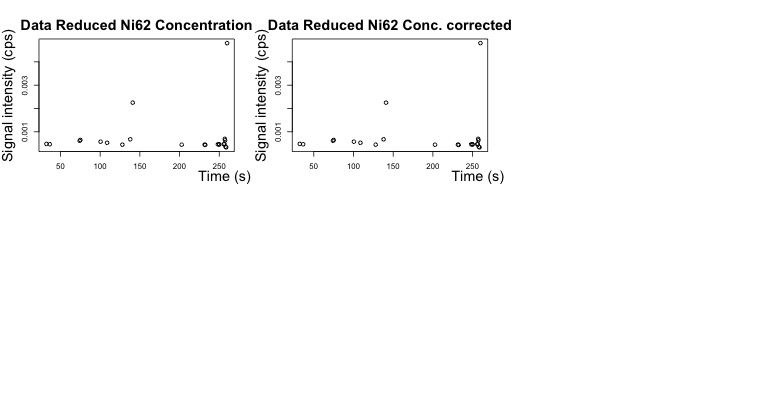 Data Reduced Ni62 Concentration
Signal intensity (cps)
0.001
0.003
50 100 150 200 250
Time (s)
Data Reduced Ni62 Conc. corrected
Signal intensity (cps)
0.001
0.003
50 100 150 200 250
Time (s)